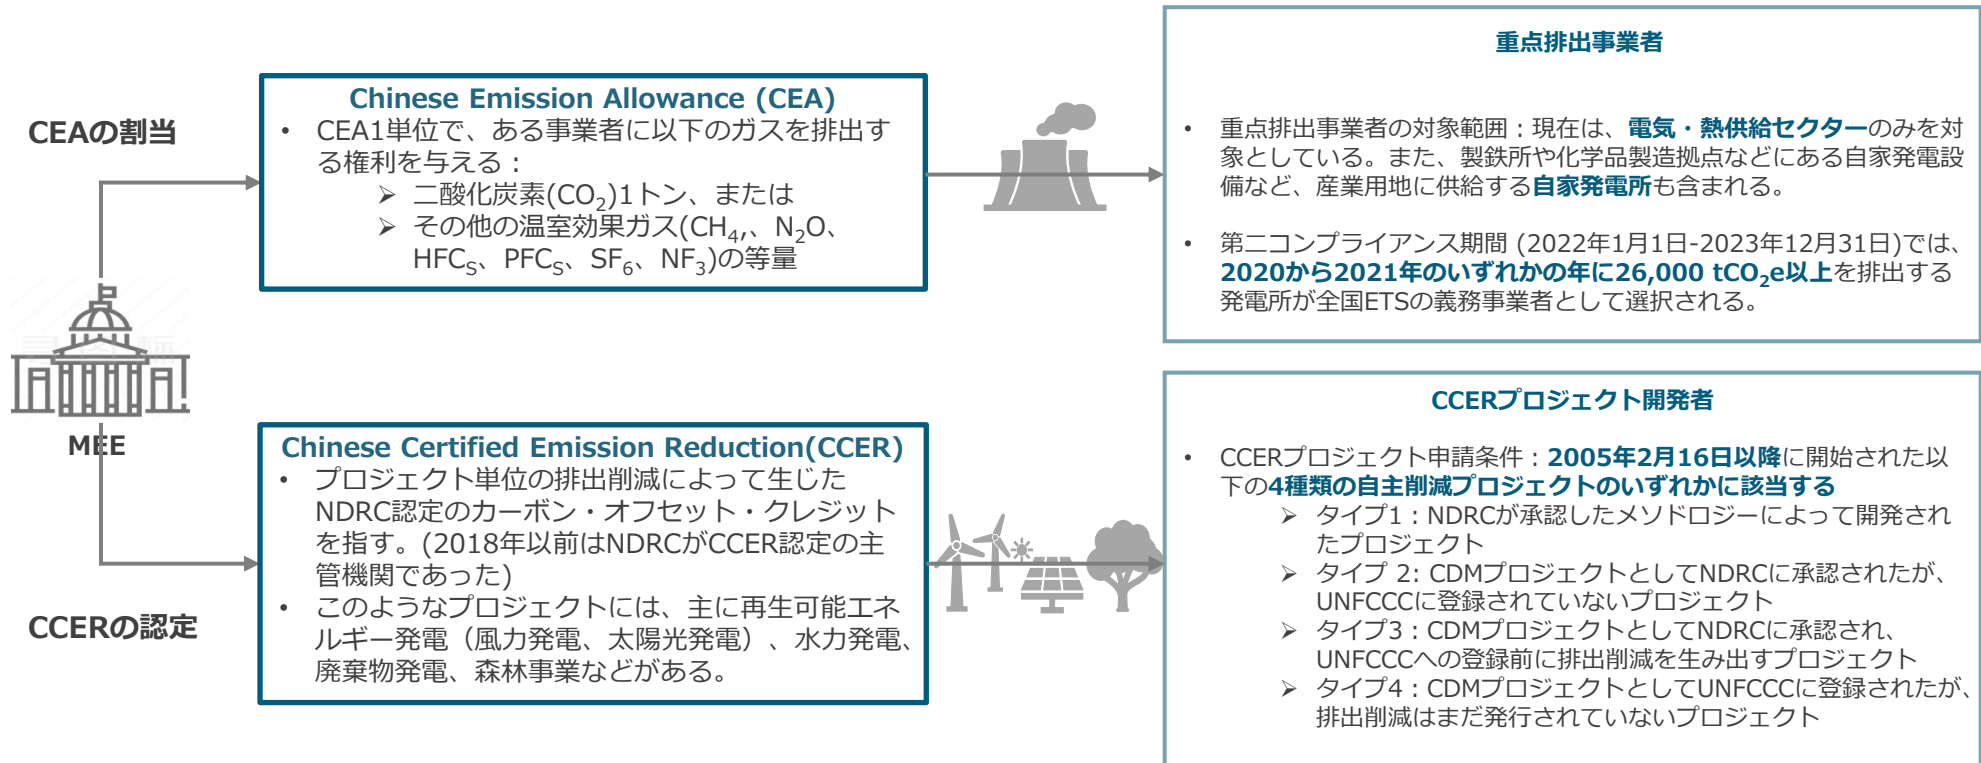 CEAの割当
MEE
CCERの認定
Chinese Emission Allowance (CEA)
• CEA1単位で、ある事業者に以下のガスを排出す
る権利を与える：
➢ 二酸化炭素(CO₂)1トン、または
➢ その他の温室効果ガス(CH₄,、N₂O、
HFCₛ、PFCₛ、SF₆、NF₃)の等量
Chinese Certified Emission Reduction(CCER)
• プロジェクト単位の排出削減によって生じた
NDRC認定のカーボン・オフセット・クレジット
を指す。(2018年以前はNDRCがCCER認定の主
管機関であった)
• このようなプロジェクトには、主に再生可能エネ
ルギー発電（風力発電、太陽光発電）、水力発電、
廃棄物発電、森林事業などがある。
重点排出事業者
• 重点排出事業者の対象範囲：現在は、電気・熱供給セクターのみを対
象としている。また、製鉄所や化学品製造拠点などにある自家発電設
備など、産業用地に供給する自家発電所も含まれる。
• 第二コンプライアンス期間 (2022年1月1日-2023年12月31日)では、
2020から2021年のいずれかの年に26,000 tCO₂e以上を排出する
発電所が全国ETSの義務事業者として選択される。
CCERプロジェクト開発者
• CCERプロジェクト申請条件：2005年2月16日以降に開始された以
下の4種類の自主削減プロジェクトのいずれかに該当する
➢ タイプ1：NDRCが承認したメソドロジーによって開発され
たプロジェクト
➢ タイプ 2: CDMプロジェクトとしてNDRCに承認されたが、
UNFCCCに登録されていないプロジェクト
➢ タイプ3：CDMプロジェクトとしてNDRCに承認され、
UNFCCCへの登録前に排出削減を生み出すプロジェクト
➢ タイプ4：CDMプロジェクトとしてUNFCCCに登録されたが、
排出削減はまだ発行されていないプロジェクト